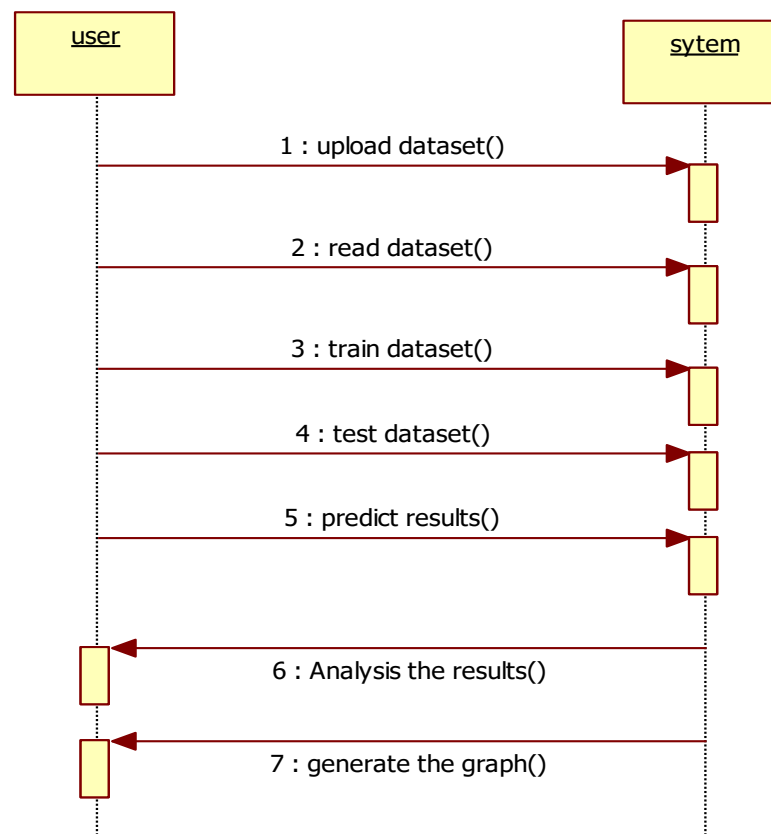 user
sytem
1 : upload dataset()
2 : read dataset()
3 : train dataset()
4 : test dataset()
5 : predict results()
6 : Analysis the results()
7 : generate the graph()